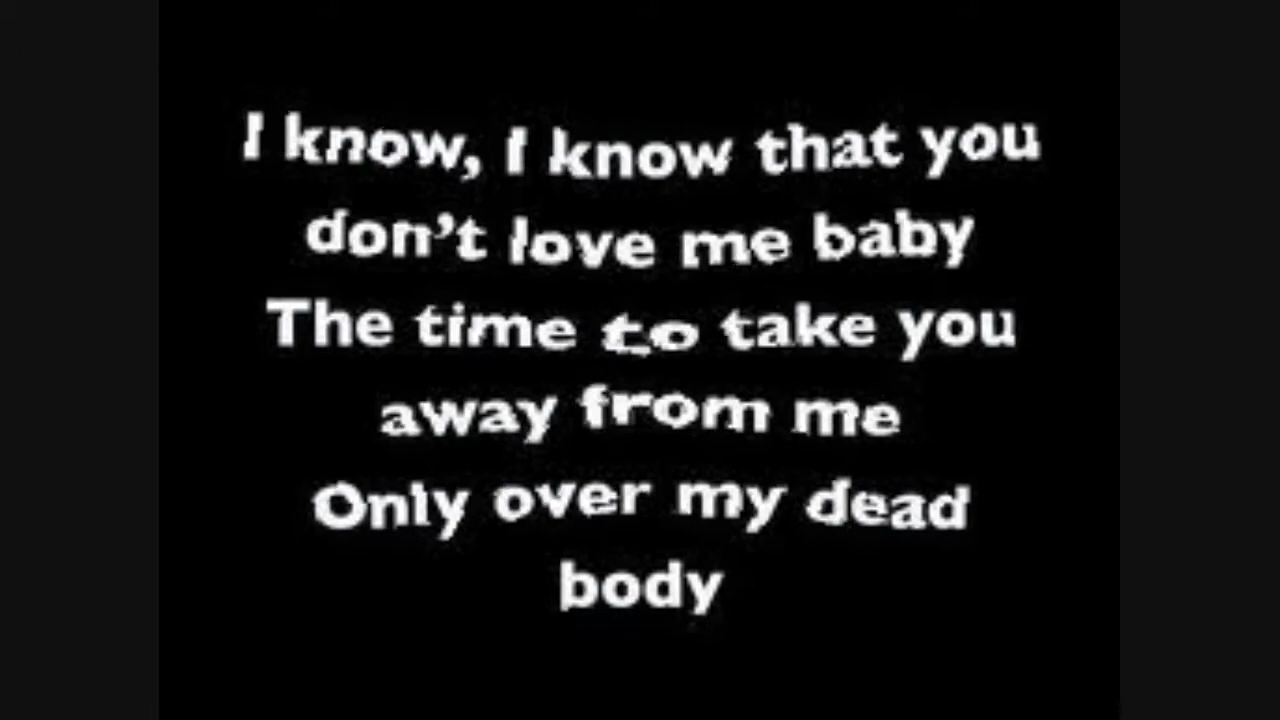 I know, I know that you
don't love me baby
The time to take you
away from me
Only over my dead
body